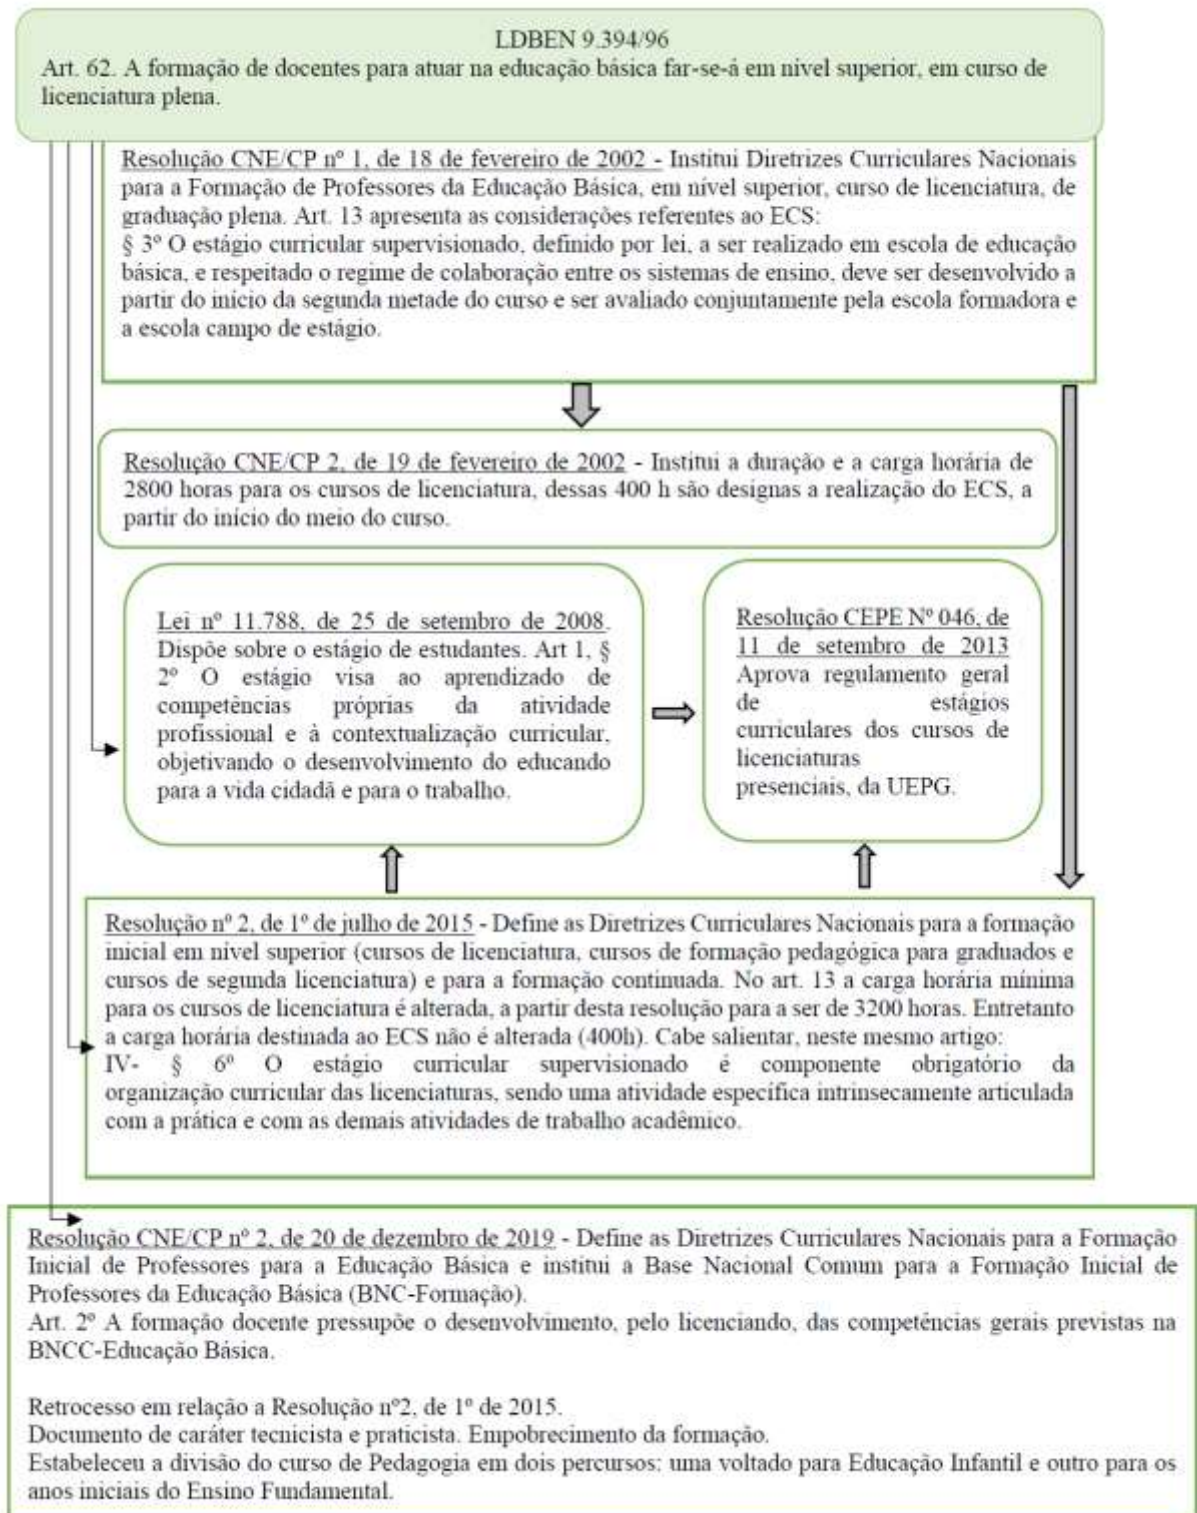 LDBEN 9.394/96
Art. 62. A formação de docentes para atuar na educação básica far-se-á em nível superior, em curso de
licenciatura plena.
Resolução CNE/CP nº 1, de 18 de fevereiro de 2002 - Institui Diretrizes Curriculares Nacionais
para a Formação de Professores da Educação Básica, em nível superior, curso de licenciatura, de
graduação plena. Art. 13 apresenta as considerações referentes ao ECS:
§ 3º O estágio curricular supervisionado, definido por lei, a ser realizado em escola de educação
básica, e respeitado o regime de colaboração entre os sistemas de ensino, deve ser desenvolvido a
partir do início da segunda metade do curso e ser avaliado conjuntamente pela escola formadora e
a escola campo de estágio.
Resolução CNE/CP 2, de 19 de fevereiro de 2002 - Institui a duração e a carga horária de
2800 horas para os cursos de licenciatura, dessas 400 h são designas a realização do ECS, a
partir do início do meio do curso.
Lei nº 11.788, de 25 de setembro de 2008.
Dispõe sobre o estágio de estudantes. Art 1, §
2º O estágio visa ao aprendizado de
competências próprias da atividade
profissional e à contextualização curricular,
objetivando o desenvolvimento do educando
para a vida cidadã e para o trabalho.
Resolução CEPE Nº 046, de
11 de setembro de 2013
Aprova regulamento geral
de estágios
curriculares dos cursos de
licenciaturas
presenciais, da UEPG.
Resolução nº 2, de 1º de julho de 2015 - Define as Diretrizes Curriculares Nacionais para a formação
inicial em nível superior (cursos de licenciatura, cursos de formação pedagógica para graduados e
cursos de segunda licenciatura) e para a formação continuada. No art. 13 a carga horária mínima
para os cursos de licenciatura é alterada, a partir desta resolução para a ser de 3200 horas. Entretanto
a carga horária destinada ao ECS não é alterada (400h). Cabe salientar, neste mesmo artigo:
IV- § 6º O estágio curricular supervisionado é componente obrigatório da
organização curricular das licenciaturas, sendo uma atividade específica intrinsecamente articulada
com a prática e com as demais atividades de trabalho acadêmico.
Resolução CNE/CP nº 2, de 20 de dezembro de 2019 - Define as Diretrizes Curriculares Nacionais para a Formação
Inicial de Professores para a Educação Básica e institui a Base Nacional Comum para a Formação Inicial de
Professores da Educação Básica (BNC-Formação).
Art. 2º A formação docente pressupõe o desenvolvimento, pelo licenciando, das competências gerais previstas na
BNCC-Educação Básica.
Retrocesso em relação a Resolução nº2, de 1º de 2015.
Documento de caráter tecnicista e praticista. Empobrecimento da formação.
Estabeleceu a divisão do curso de Pedagogia em dois percursos: uma voltado para Educação Infantil e outro para os
anos iniciais do Ensino Fundamental.